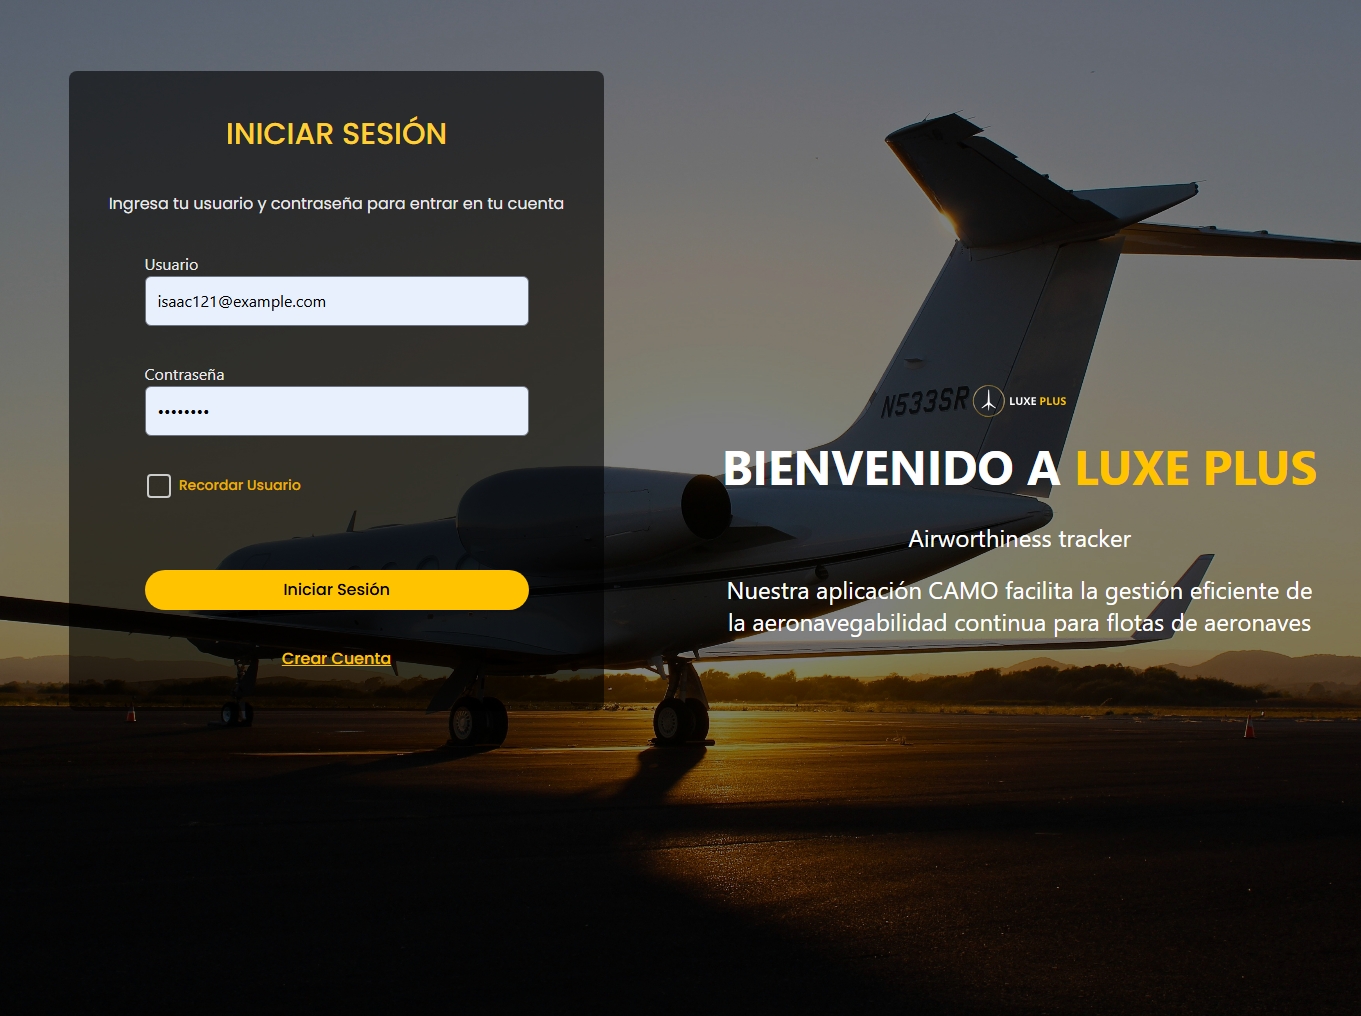 INICIAR SESIÓN
Ingresa tu usuario y contraseña para entrar en tu cuenta
Usuario
isaac121@example.com
Contraseña
••••••••
Recordar Usuario
Iniciar Sesión
Crear Cuenta
N533SR
LUXE PLUS
BIENVENIDO A LUXE PLUS
Airworthiness tracker
Nuestra aplicación CAMO facilita la gestión eficiente de
la aeronavegabilidad continua para flotas de aeronaves